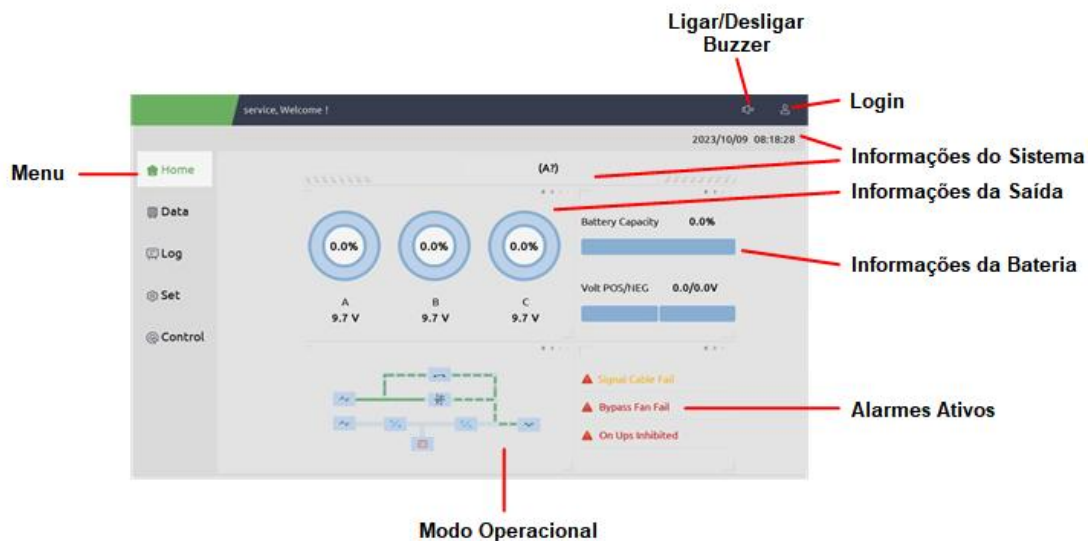 Ligar/Desligar
Buzzer
service, Welcome !
Login
2023/10/09 08:18:28
Menu
Home
(A?)
Informações do Sistema
Informações da Saída
Data
Battery Capacity 0.0%
0.0% 0.0% 0.0%
Log
Informações da Bateria
Set
Volt POS/NEG 0.0/0.0V
A B C
9.7 V 9.7 V 9.7 V
Control
Signal Cable Fail
Bypass Fan Fail
Alarmes Ativos
On Ups Inhibited
Modo Operacional